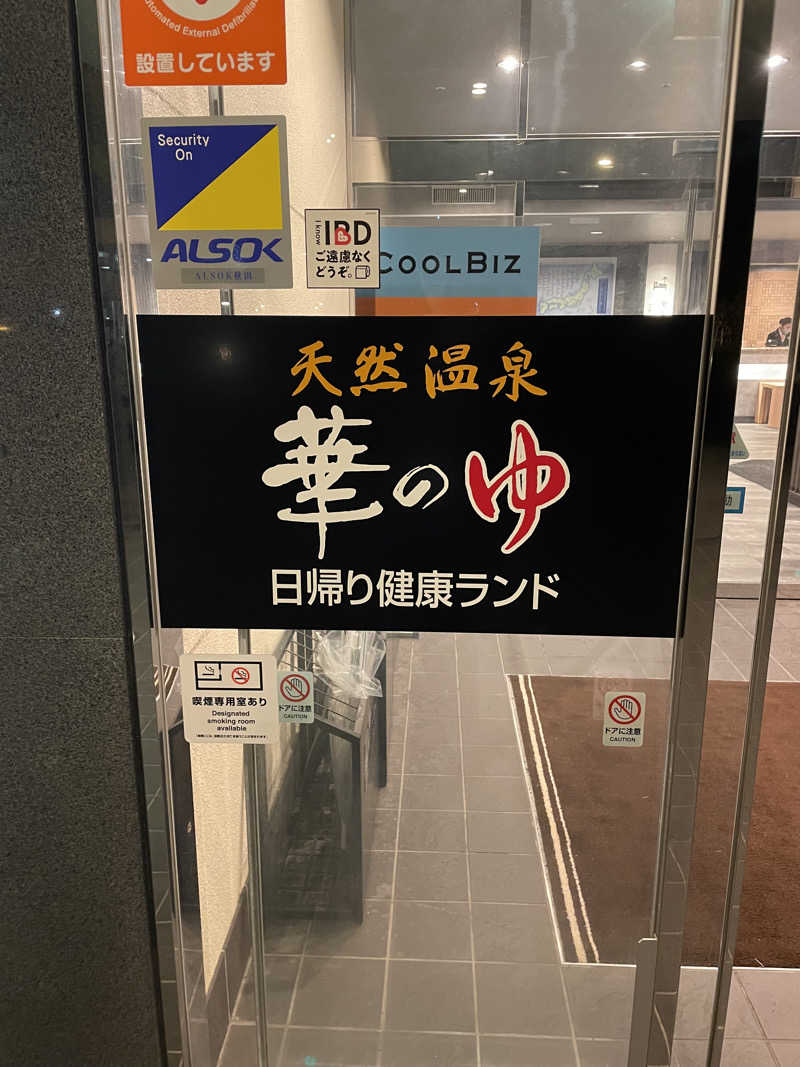 Automated External Defibrillator
設置しています
Security
On
ALSOK
ALSOK秋田
i know
IBD
ご遠慮なく
どうぞ。
COOLBIZ
天然温泉
華のゆ
日帰り健康ランド
喫煙専用室あり
Designated
smoking room
available
ドアに注意
CAUTION
ドアに注意
CAUTION